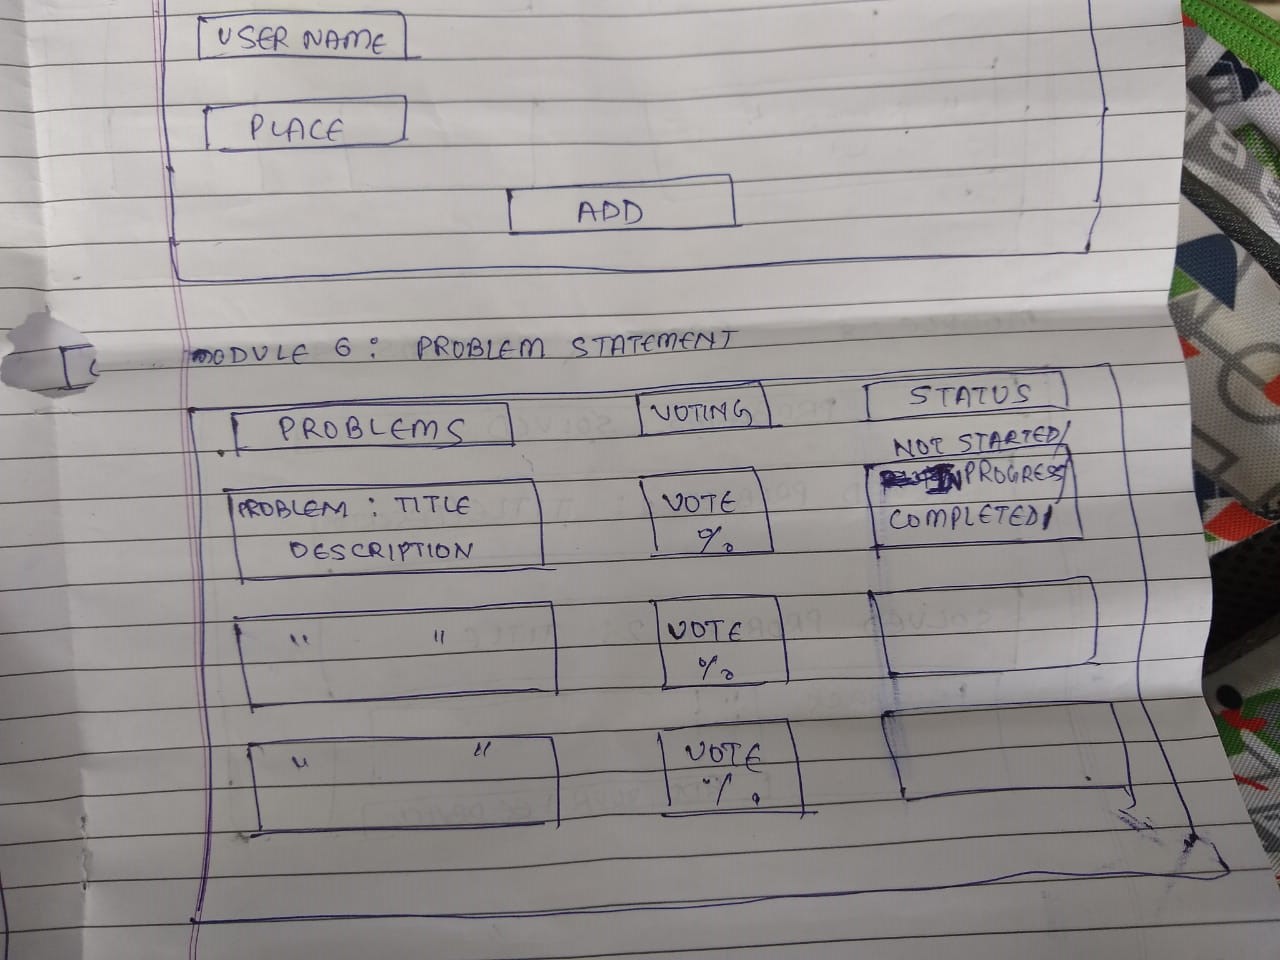 USER NAME
PLACE
ADD
MODULE 6: PROBLEM STATEMENT
PROBLEMS VOTING STATUS
NOT STARTED/
PROBLEM: TITLE VOTE IN PROGRESS/
DESCRIPTION % COMPLETED/
" " VOTE
%
" " VOTE
%